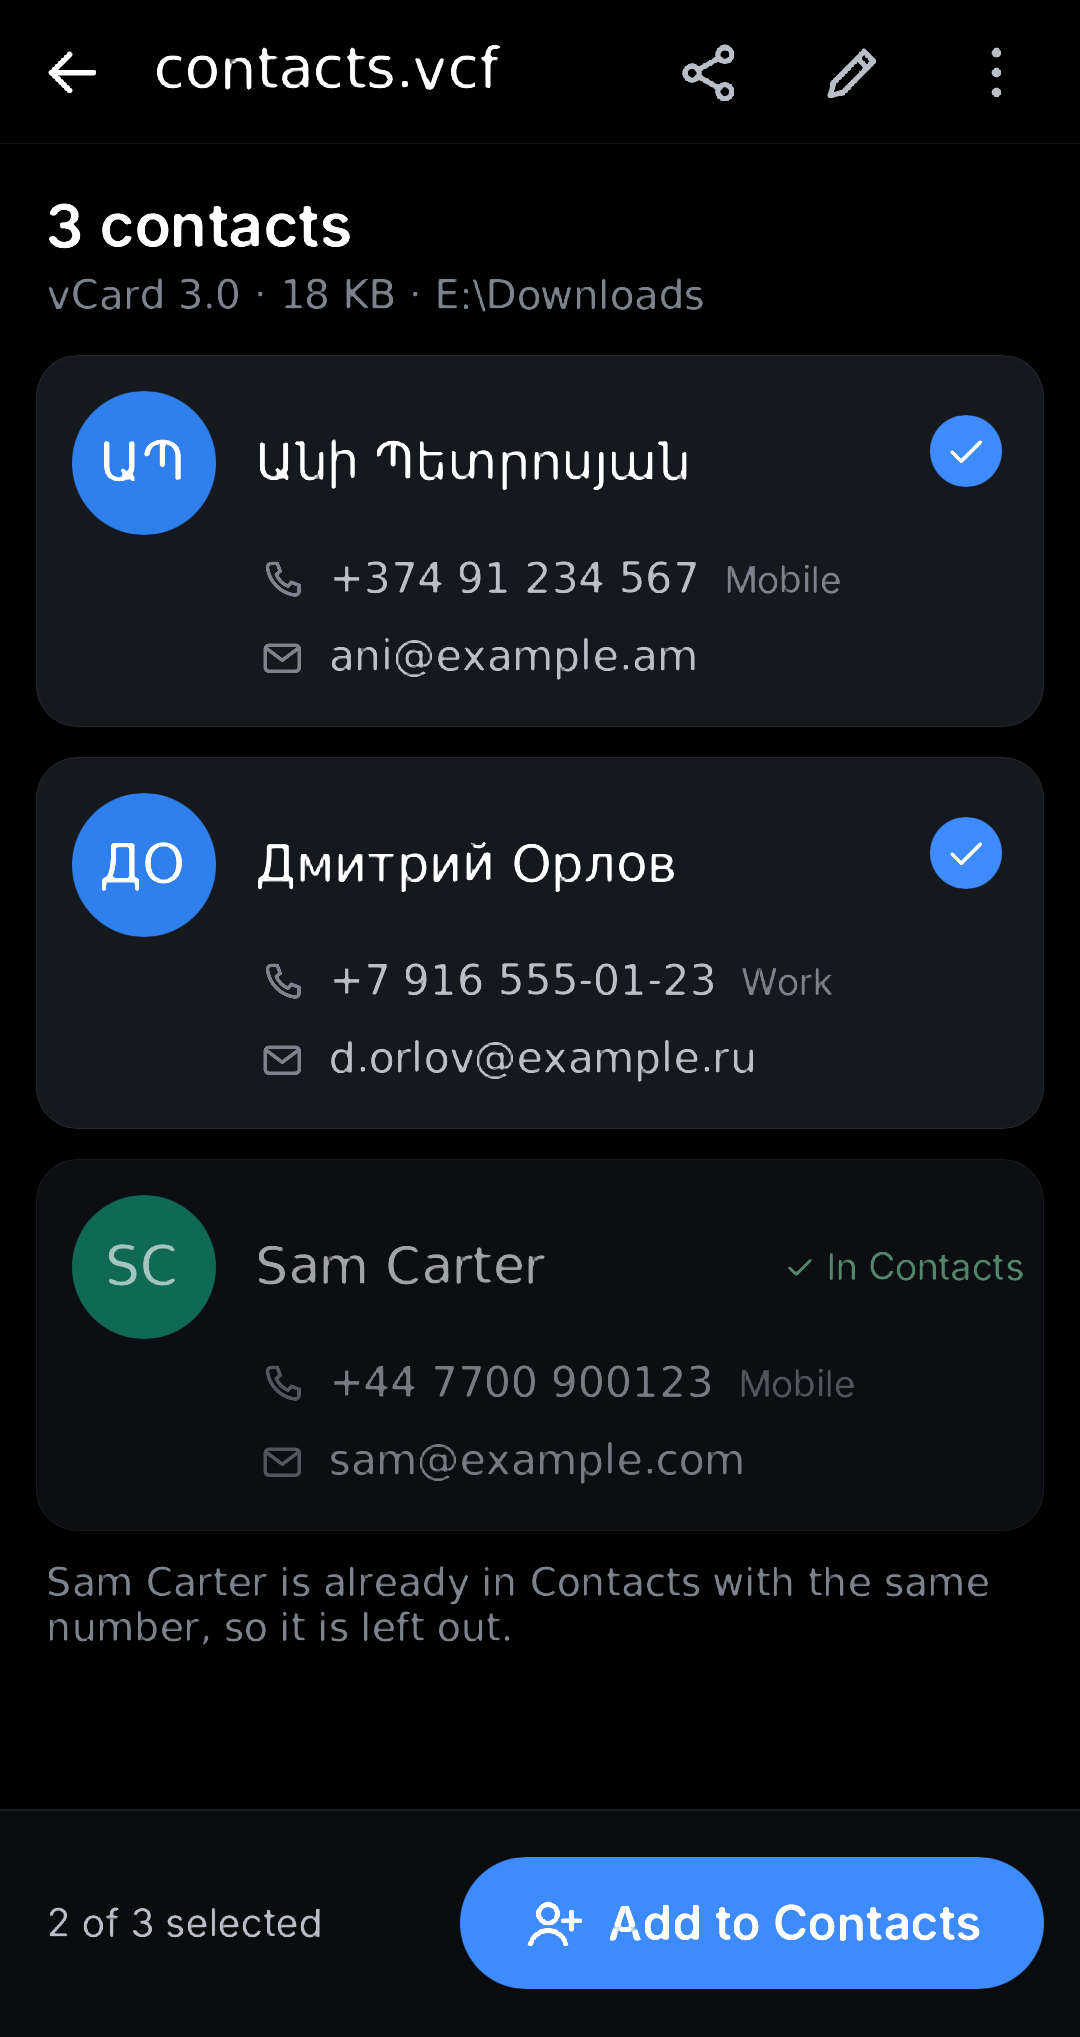 contacts.vcf
3 contacts
vCard 3.0 · 18 KB · E:\Downloads
ԱՊ
Անի Պետրոսյան
+374 91 234 567 Mobile
ani@example.am
ДО
Дмитрий Орлов
+7 916 555-01-23 Work
d.orlov@example.ru
SC
Sam Carter
In Contacts
+44 7700 900123 Mobile
sam@example.com
Sam Carter is already in Contacts with the same
number, so it is left out.
2 of 3 selected
Add to Contacts